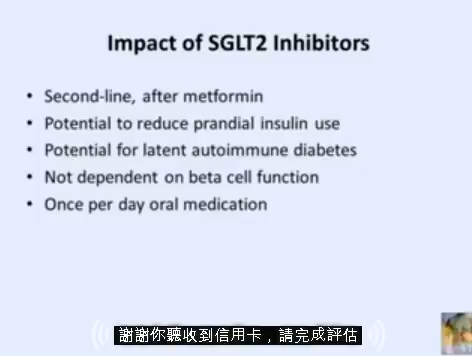 Impact of SGLT2 Inhibitors
• Second-line, after metformin
• Potential to reduce prandial insulin use
• Potential for latent autoimmune diabetes
• Not dependent on beta cell function
• Once per day oral medication
謝謝你聽收到信用卡，請完成評估